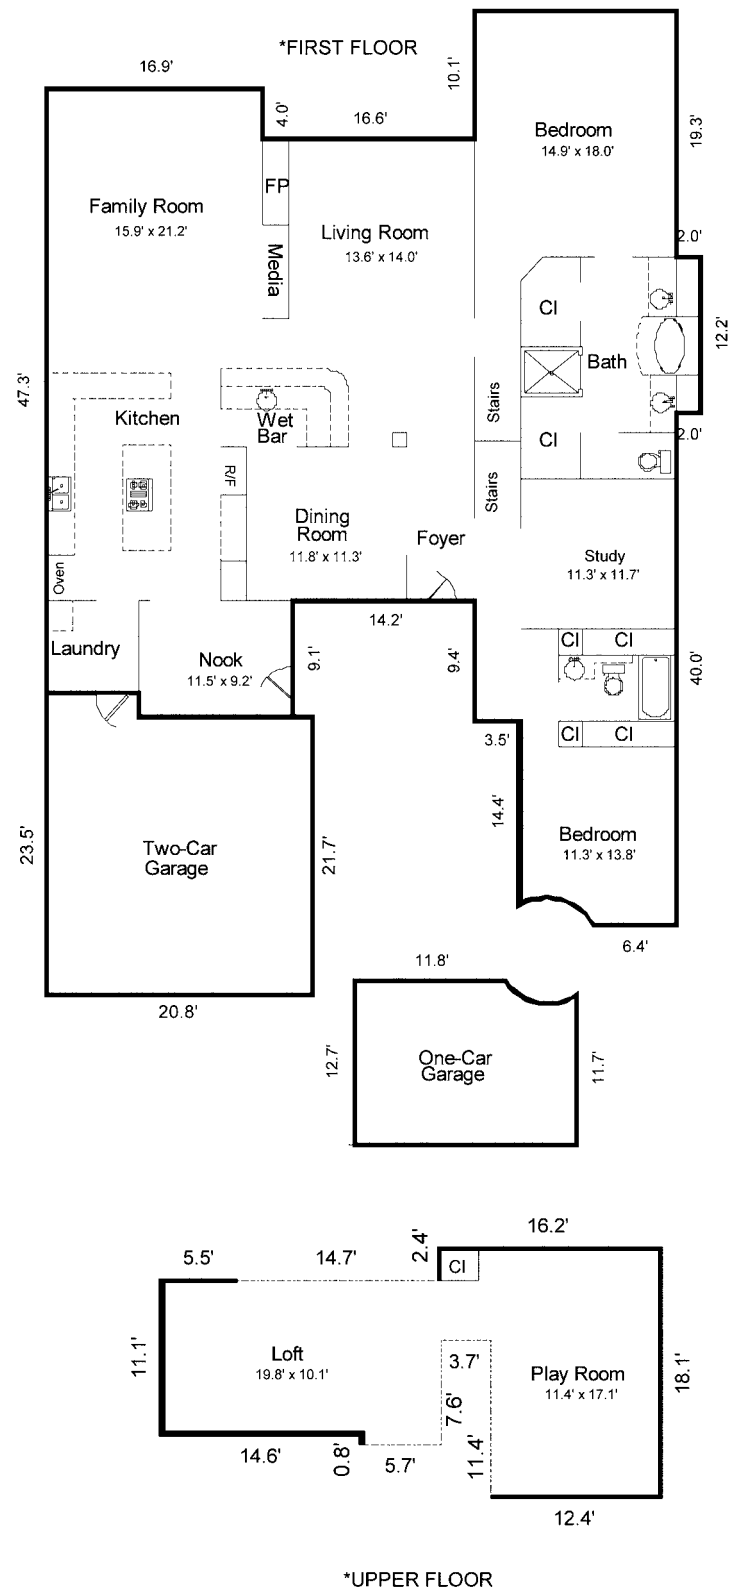 *FIRST FLOOR
16.9'
4.0'
16.6'
10.1'
19.3'
Bedroom
14.9' x 18.0'
FP
Family Room
15.9' x 21.2'
Living Room
13.6' x 14.0'
Media
2.0'
Cl
12.2'
Bath
47.3'
Kitchen
Wet
Bar
Stairs
Cl
2.0'
R/F
Stairs
Dining
Room
11.8' x 11.3'
Foyer
Study
11.3' x 11.7'
Oven
14.2'
Laundry
Nook
11.5' x 9.2'
9.1'
9.4'
Cl
Cl
40.0'
3.5'
Cl
Cl
14.4'
Bedroom
11.3' x 13.8'
23.5'
Two-Car
Garage
21.7'
6.4'
20.8'
11.8'
12.7'
One-Car
Garage
11.7'
16.2'
5.5'
14.7'
2.4'
Cl
11.1'
Loft
19.8' x 10.1'
3.7'
Play Room
11.4' x 17.1'
18.1'
7.6'
14.6'
0.8'
5.7'
11.4'
12.4'
*UPPER FLOOR